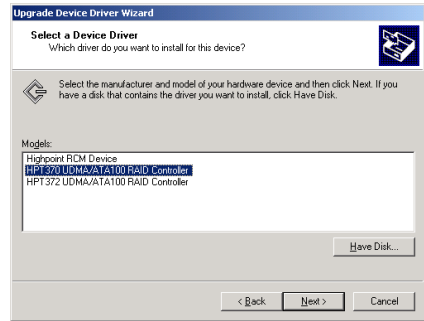 Upgrade Device Driver Wizard
Select a Device Driver
Which driver do you want to install for this device?
Select the manufacturer and model of your hardware device and then click Next. If you
have a disk that contains the driver you want to install, click Have Disk.
Models:
Highpoint RCM Device
HPT370 UDMA/ATA100 RAID Controller
HPT372 UDMA/ATA100 RAID Controller
Have Disk...
< Back
Next >
Cancel